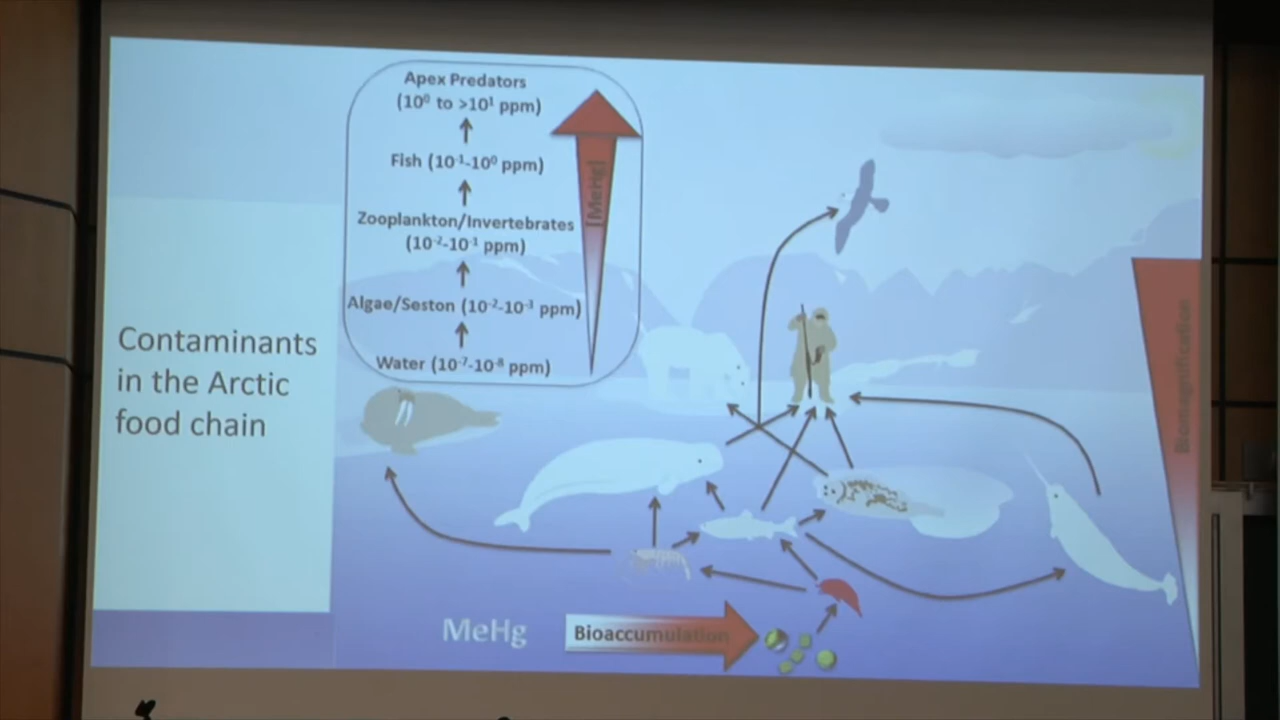 Apex Predators
(10⁰ to >10¹ ppm)
Fish (10⁻¹-10⁰ ppm)
Zooplankton/Invertebrates
(10⁻²-10⁻¹ ppm)
Algae/Seston (10⁻²-10⁻³ ppm)
Water (10⁻⁷-10⁻⁸ ppm)
[MeHg]
Contaminants
in the Arctic
food chain
Biomagnification
MeHg
Bioaccumulation